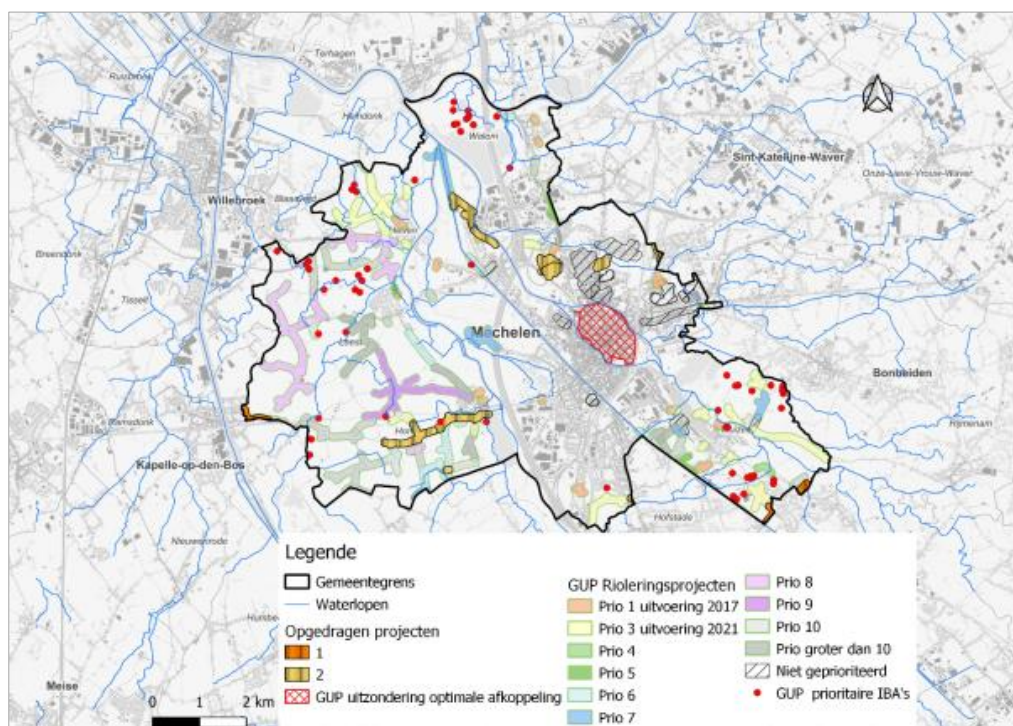 Terhagen
Ruisbroek
Heindonk
Walem
Sint-Katelijne-Waver
Onze-Lieve-Vrouw-Waver
Willebroek
Blaasveld
Breendonk
Tisselt
Mechelen
Leest
Bonheiden
Rijmenam
Ramsdonk
Kapelle-op-den-Bos
Hofstade
Nieuwenrode
Meise
Legende
Gemeentegrens
Waterlopen
Opgedragen projecten
1
2
GUP uitzondering optimale afkoppeling
GUP Rioleringsprojecten
Prio 1 uitvoering 2017
Prio 3 uitvoering 2021
Prio 4
Prio 5
Prio 6
Prio 7
Prio 8
Prio 9
Prio 10
Prio groter dan 10
Niet geprioriteerd
GUP prioritaire IBA's
0 1 2 km